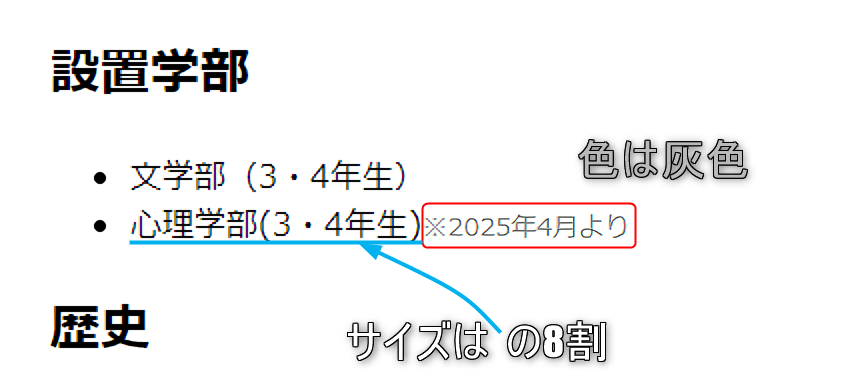 設置学部
色は灰色
• 文学部（3・4年生）
• 心理学部(3・4年生)※2025年4月より
歴史
サイズは の8割